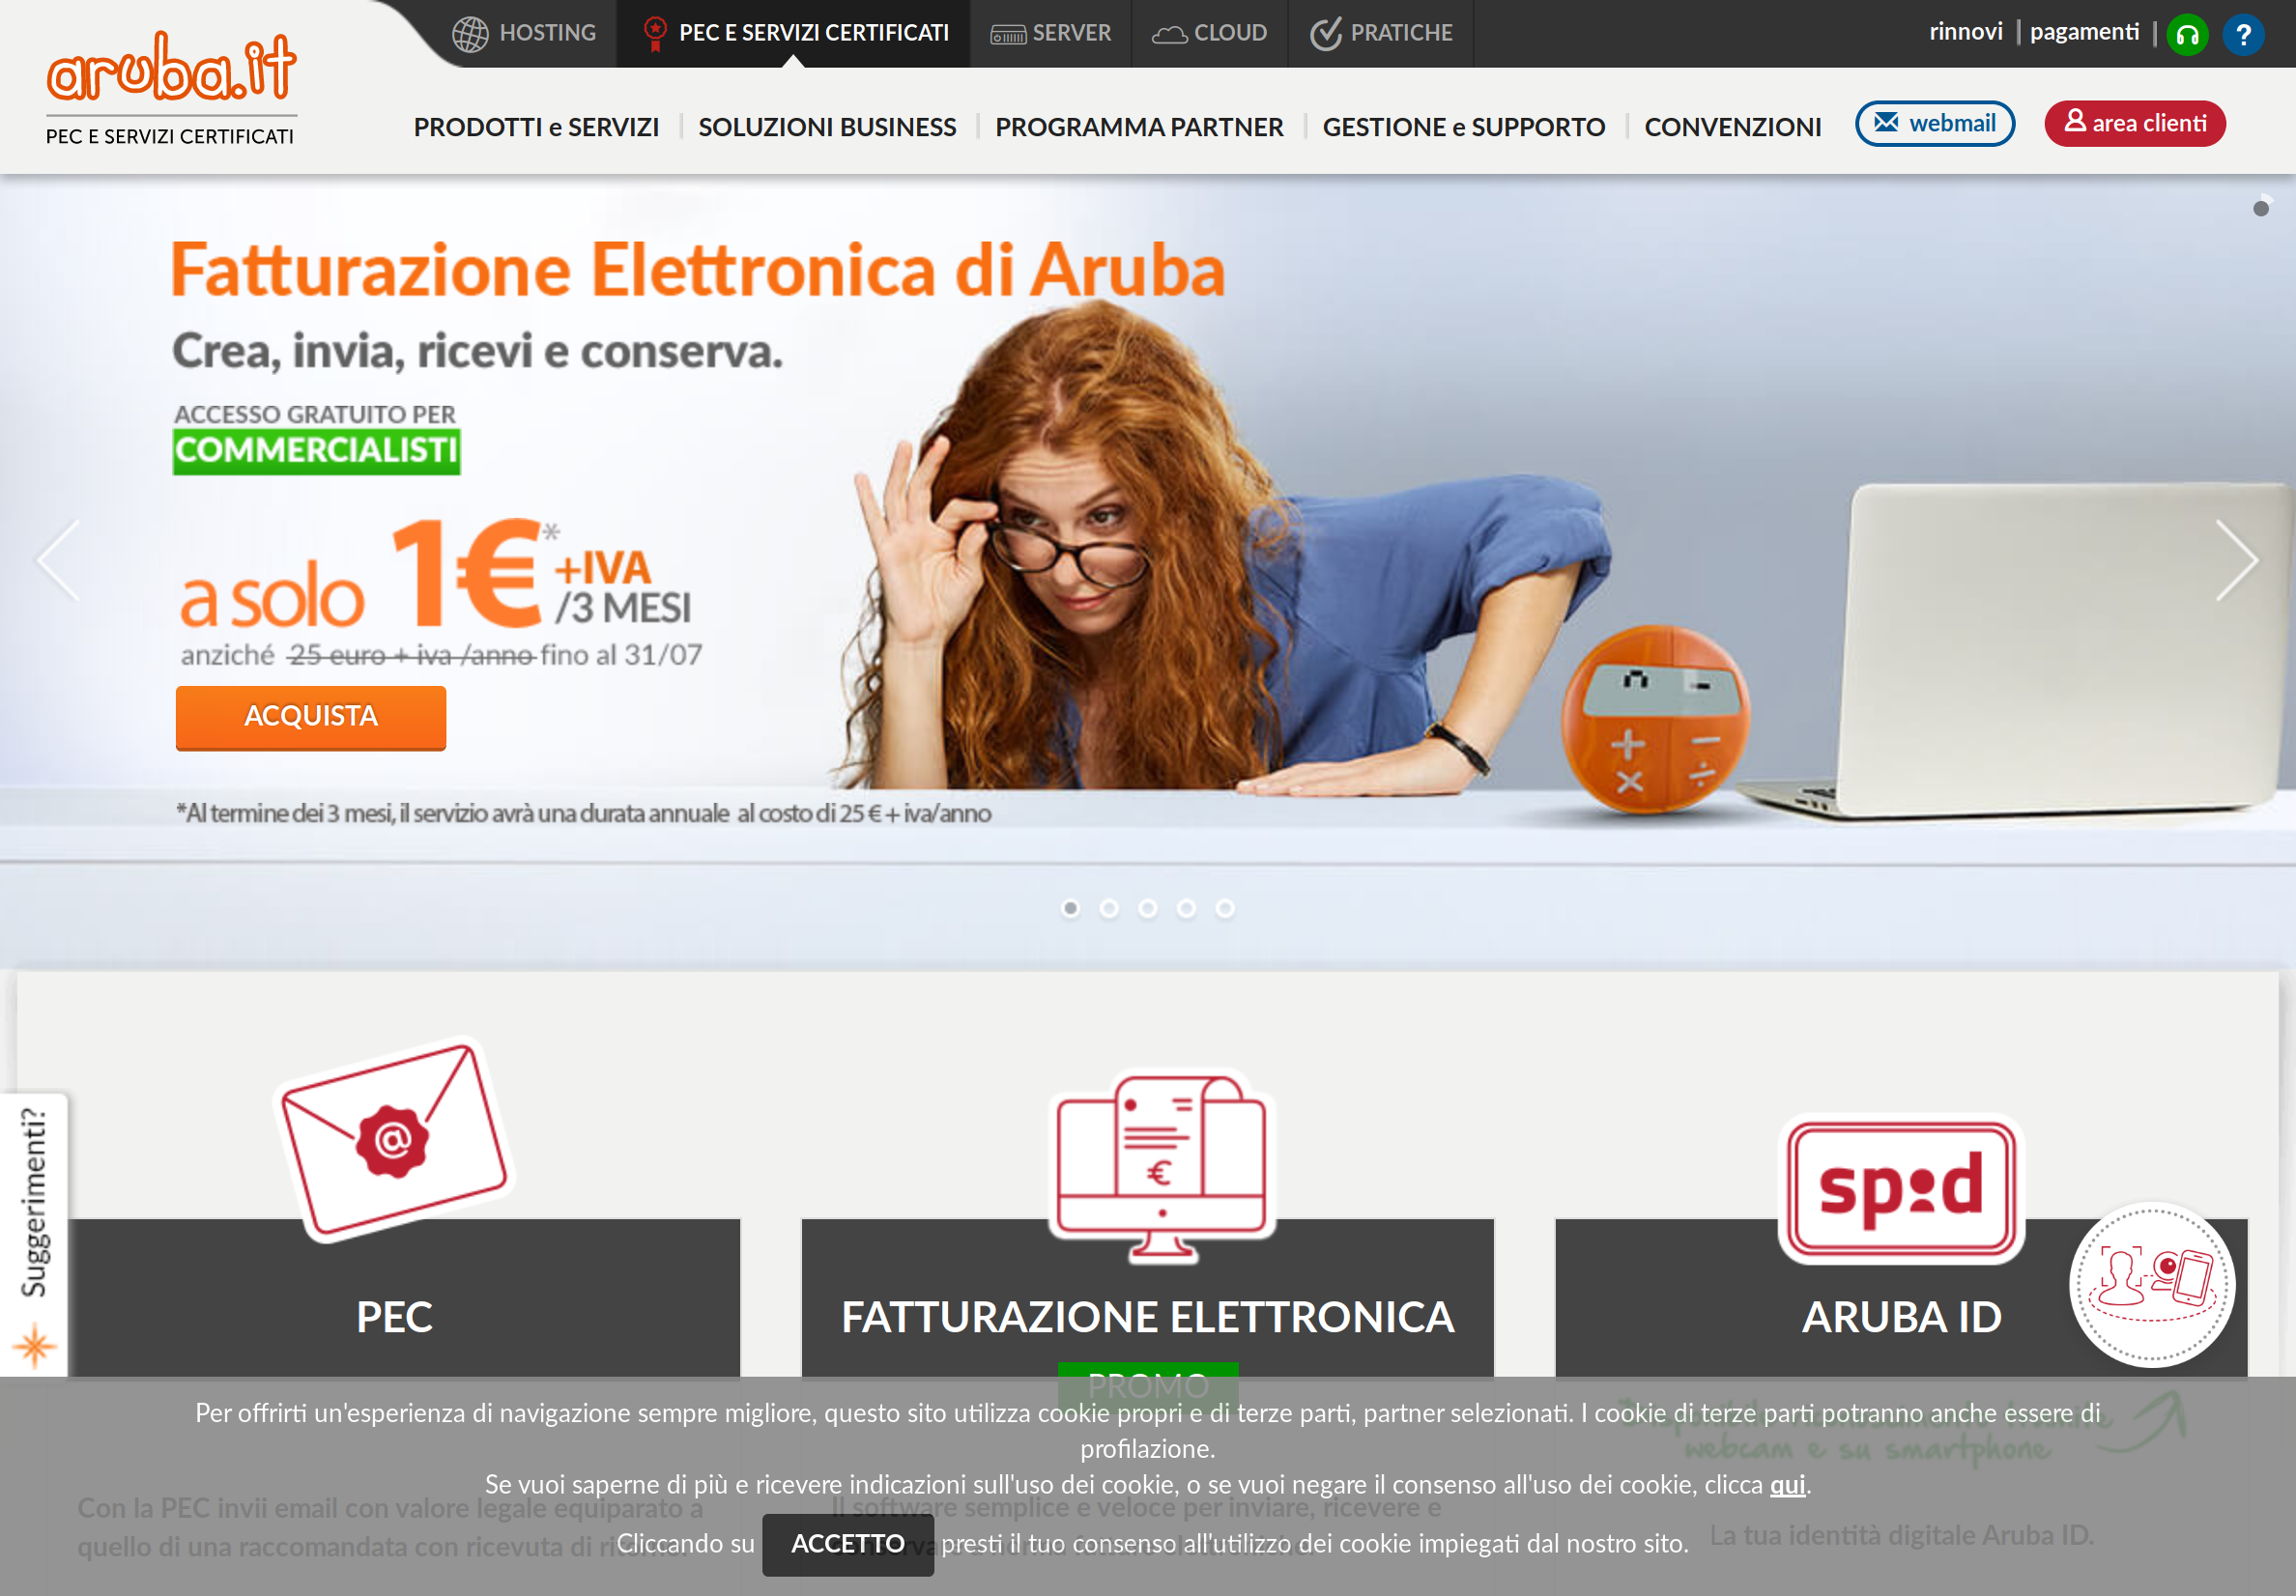 HOSTING
PEC E SERVIZI CERTIFICATI
SERVER
CLOUD
PRATICHE
rinnovi
pagamenti
?
aruba.it
PEC E SERVIZI CERTIFICATI
PRODOTTI e SERVIZI
SOLUZIONI BUSINESS
PROGRAMMA PARTNER
GESTIONE e SUPPORTO
CONVENZIONI
webmail
area clienti
Fatturazione Elettronica di Aruba
Crea, invia, ricevi e conserva.
ACCESSO GRATUITO PER
COMMERCIALISTI
a solo 1€* +IVA
/3 MESI
anziché 25 euro + iva /anno fino al 31/07
ACQUISTA
*Al termine dei 3 mesi, il servizio avrà una durata annuale al costo di 25 € + iva/anno
Suggerimenti?
@
€
spid
PEC
FATTURAZIONE ELETTRONICA
ARUBA ID
PROMO
Per offrirti un'esperienza di navigazione sempre migliore, questo sito utilizza cookie propri e di terze parti, partner selezionati. I cookie di terze parti potranno anche essere di
profilazione.
webcam e su smartphone
Se vuoi saperne di più e ricevere indicazioni sull'uso dei cookie, o se vuoi negare il consenso all'uso dei cookie, clicca qui.
Con la PEC invii email con valore legale equiparato a
quello di una raccomandata con ricevuta di
Il software semplice e veloce per inviare, ricevere e
La tua identità digitale Aruba ID.
Cliccando su ACCETTO presti il tuo consenso all'utilizzo dei cookie impiegati dal nostro sito.